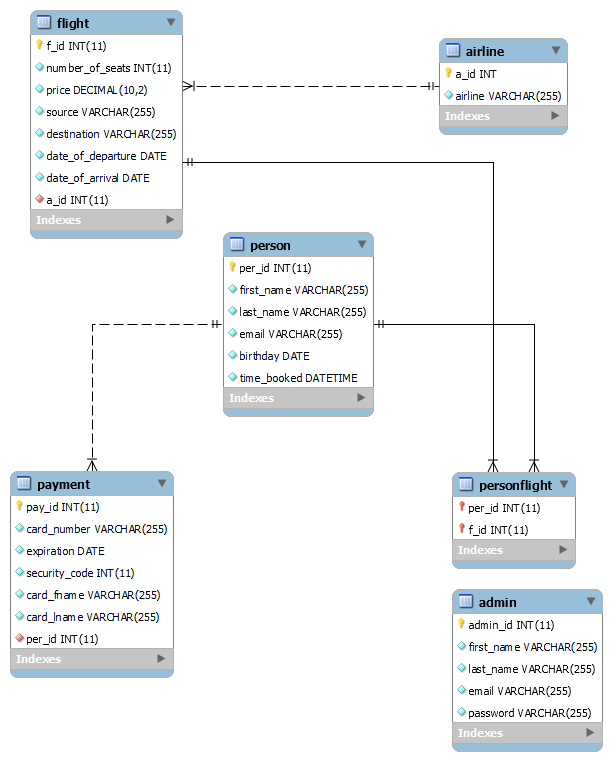 flight
f_id INT(11)
number_of_seats INT(11)
price DECIMAL(10,2)
source VARCHAR(255)
destination VARCHAR(255)
date_of_departure DATE
date_of_arrival DATE
a_id INT(11)
Indexes
airline
a_id INT
airline VARCHAR(255)
Indexes
person
per_id INT(11)
first_name VARCHAR(255)
last_name VARCHAR(255)
email VARCHAR(255)
birthday DATE
time_booked DATETIME
Indexes
payment
pay_id INT(11)
card_number VARCHAR(255)
expiration DATE
security_code INT(11)
card_fname VARCHAR(255)
card_lname VARCHAR(255)
per_id INT(11)
Indexes
personflight
per_id INT(11)
f_id INT(11)
Indexes
admin
admin_id INT(11)
first_name VARCHAR(255)
last_name VARCHAR(255)
email VARCHAR(255)
password VARCHAR(255)
Indexes